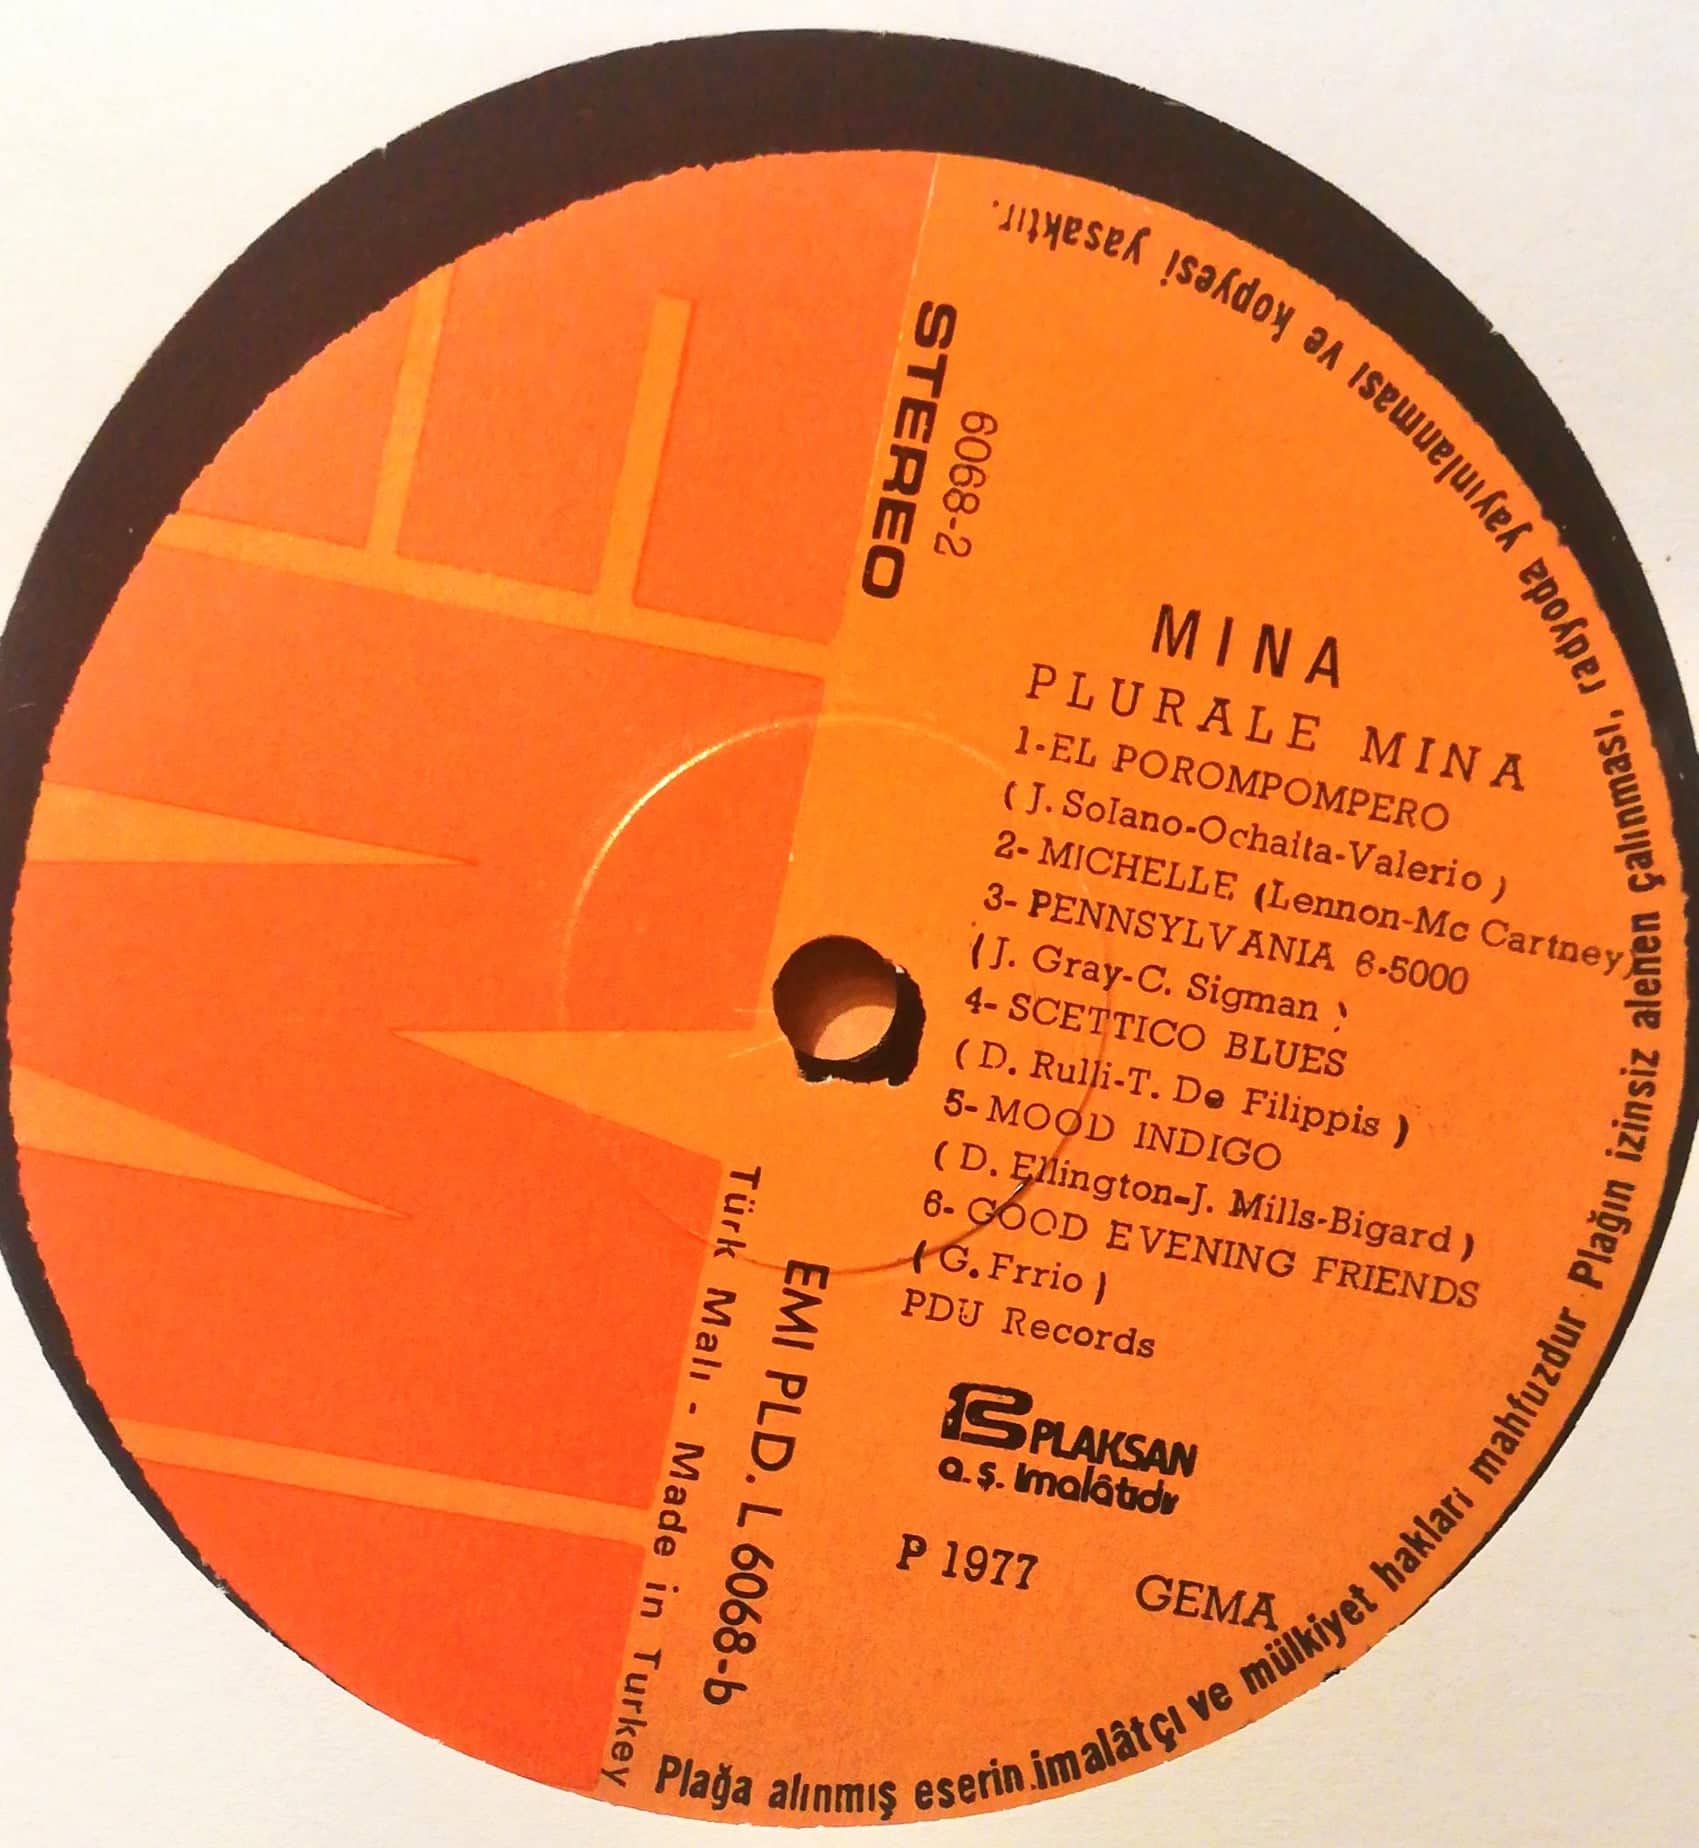 EMI
STEREO
6068-2
MINA
PLURALE MINA
1-EL POROMPOMPERO
(J. Solano-Ochaita-Valerio)
2- MICHELLE (Lennon-Mc Cartney)
3- PENNSYLVANIA 6-5000
(J. Gray-C. Sigman)
4- SCETTICO BLUES
(D. Rulli-T. De Filippis)
5- MOOD INDIGO
(D. Ellington-J. Mills-Bigard)
6- GOOD EVENING FRIENDS
(G. Frrio)
PDU Records
PLAKSAN
a.ş. imalâtıdır
P 1977 GEMA
EMI PLD. L 6068-b
Türk Malı - Made in Turkey
Plağa alınmış eserin imalâtçı ve mülkiyet hakları mahfuzdur Plağın izinsiz alenen çalınması, radyoda yayınlanması ve kopyesi yasaktır.